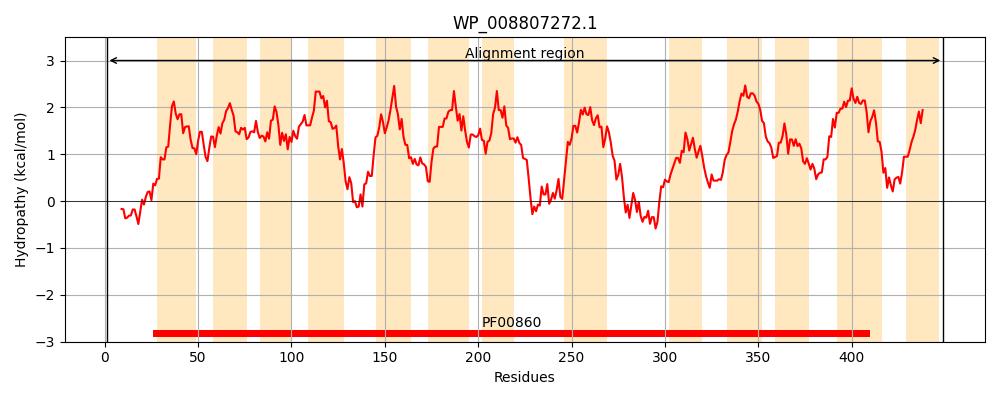 WP_008807272.1
Alignment region
PF00860
Hydropathy (kcal/mol)
3
2
1
0
−1
−2
−3
0 50 100 150 200 250 300 350 400
Residues